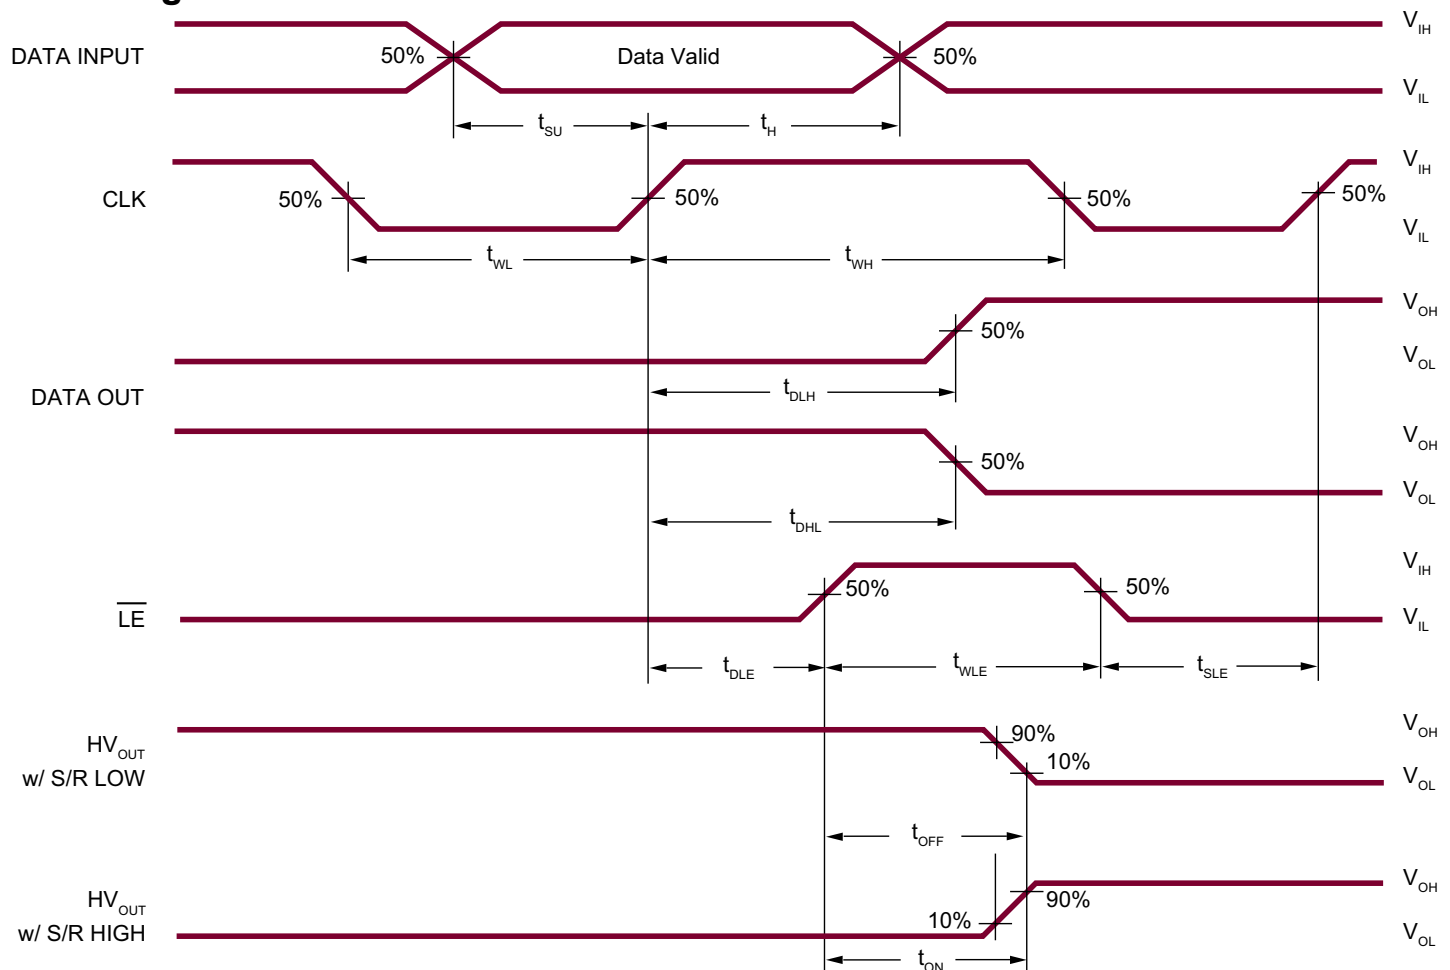 V_IH
DATA INPUT 50% Data Valid 50%
V_IL
t_SU t_H
V_IH
CLK 50% 50% 50% 50%
V_IL
t_WL t_WH
V_OH
50%
V_OL
t_DLH
DATA OUT
V_OH
50%
V_OL
t_DHL
V_IH
50% 50%
LE V_IL
t_DLE t_WLE t_SLE
V_OH
HV_OUT 90%
w/ S/R LOW 10% V_OL
t_OFF
V_OH
HV_OUT 90%
10%
w/ S/R HIGH V_OL
t_ON